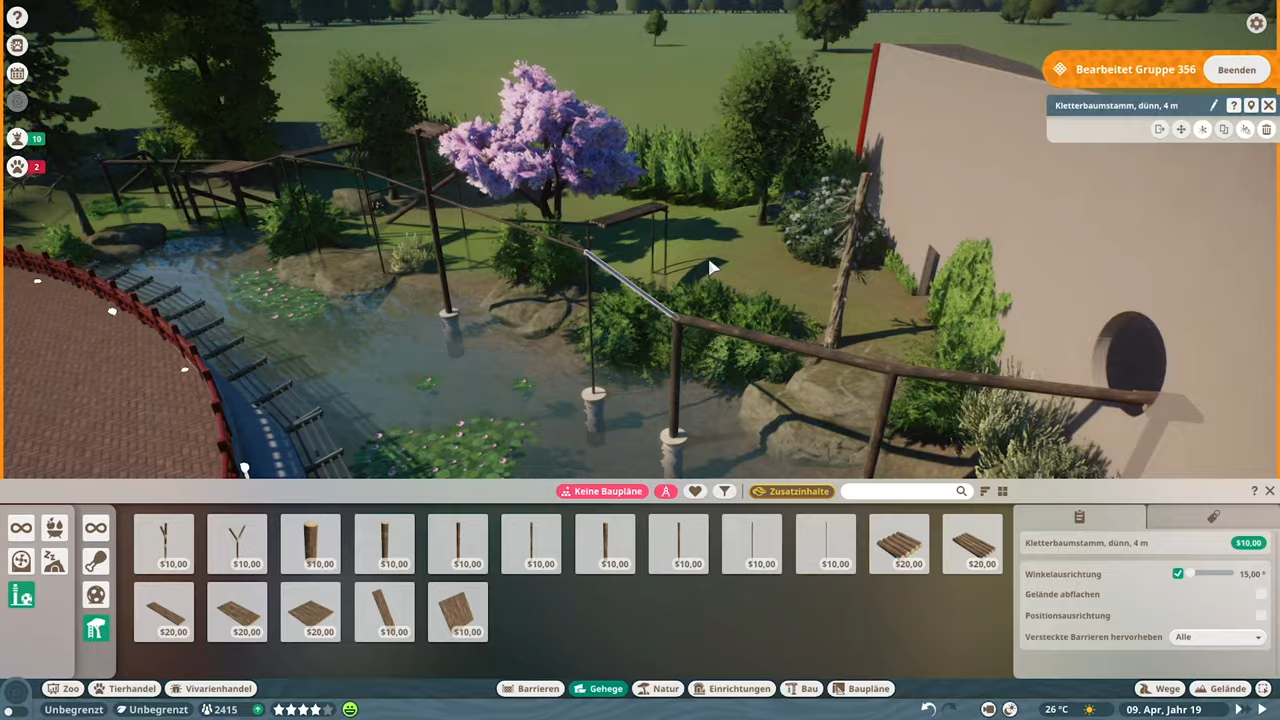 ?
Bearbeitet Gruppe 356
Beenden
Kletterbaumstamm, dünn, 4 m
?
10
2
Keine Baupläne
Zusatzinhalte
?
$10,00 $10,00 $10,00 $10,00 $10,00 $10,00 $10,00 $10,00 $10,00 $10,00 $20,00 $20,00
$20,00 $20,00 $20,00 $10,00 $10,00
Kletterbaumstamm, dünn, 4 m $10,00
Winkelausrichtung 15,00 °
Gelände abflachen
Positionsausrichtung
Versteckte Barrieren hervorheben Alle
Zoo Tierhandel Vivarienhandel Barrieren Gehege Natur Einrichtungen Bau Baupläne Wege Gelände
Unbegrenzt Unbegrenzt 2415 26 °C 09. Apr, Jahr 19